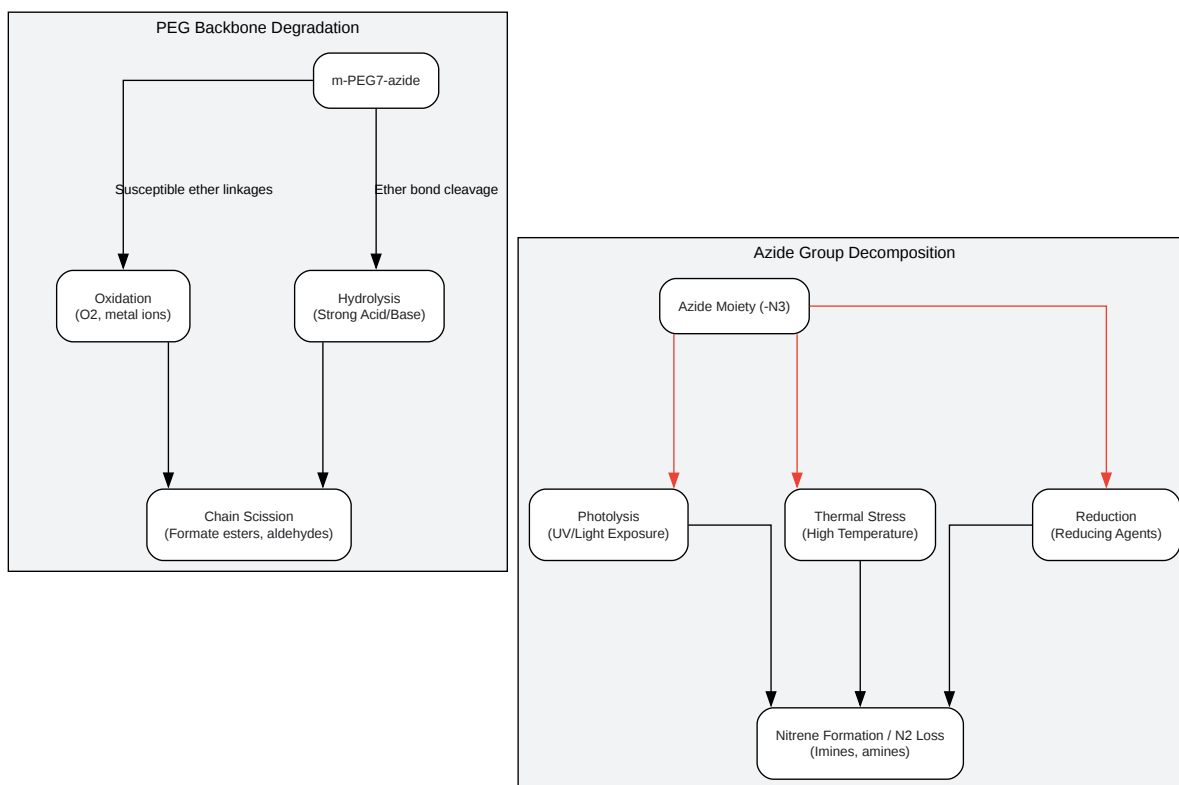 PEG Backbone Degradation
m-PEG7-azide
Susceptible ether linkages
Ether bond cleavage
Oxidation
(O2, metal ions)
Hydrolysis
(Strong Acid/Base)
Chain Scission
(Formate esters, aldehydes)
Azide Group Decomposition
Azide Moiety (-N3)
Photolysis
(UV/Light Exposure)
Thermal Stress
(High Temperature)
Reduction
(Reducing Agents)
Nitrene Formation / N2 Loss
(Imines, amines)